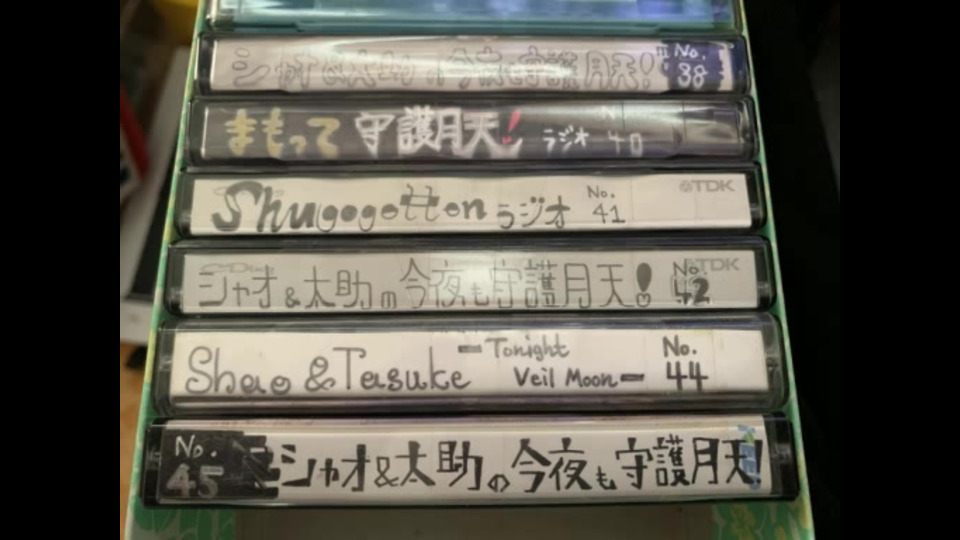 シャオ&太助の今夜も守護月天! No. 38
まもって 守護月天! ラジオ 40
Shugogetten ラジオ No. 41 TDK
シャオ&太助の今夜も守護月天! No. 42 TDK
Shao & Tasuke -Tonight Veil Moon- No. 44
No. 45 シャオ&太助の今夜も守護月天!